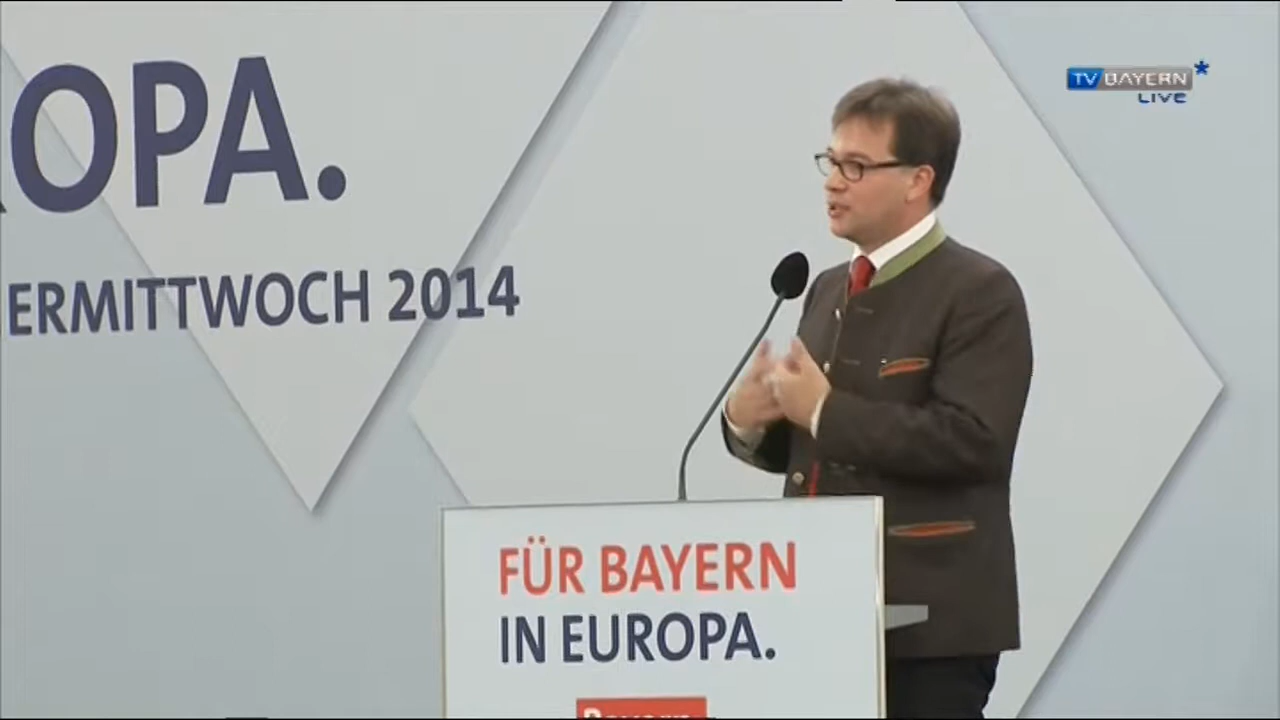 OPA.
ERMITTWOCH 2014
TV BAYERN
LIVE
FÜR BAYERN
IN EUROPA.